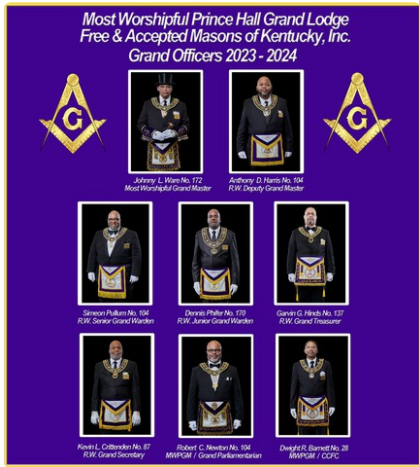 Most Worshipful Prince Hall Grand Lodge
Free & Accepted Masons of Kentucky, Inc.
Grand Officers 2023 - 2024
G
G
Johnny L. Ware No. 172
Most Worshipful Grand Master
Anthony D. Harris No. 104
R.W. Deputy Grand Master
Simeon Pullum No. 104
R.W. Senior Grand Warden
Dennis Phifer No. 170
R.W. Junior Grand Warden
Garvin G. Hinds No. 137
R.W. Grand Treasurer
Kevin L. Crittenden No. 67
R.W. Grand Secretary
Robert C. Newton No. 104
MWPGM / Grand Parliamentarian
Dwight R. Barnett No. 28
MWPGM / CCFC